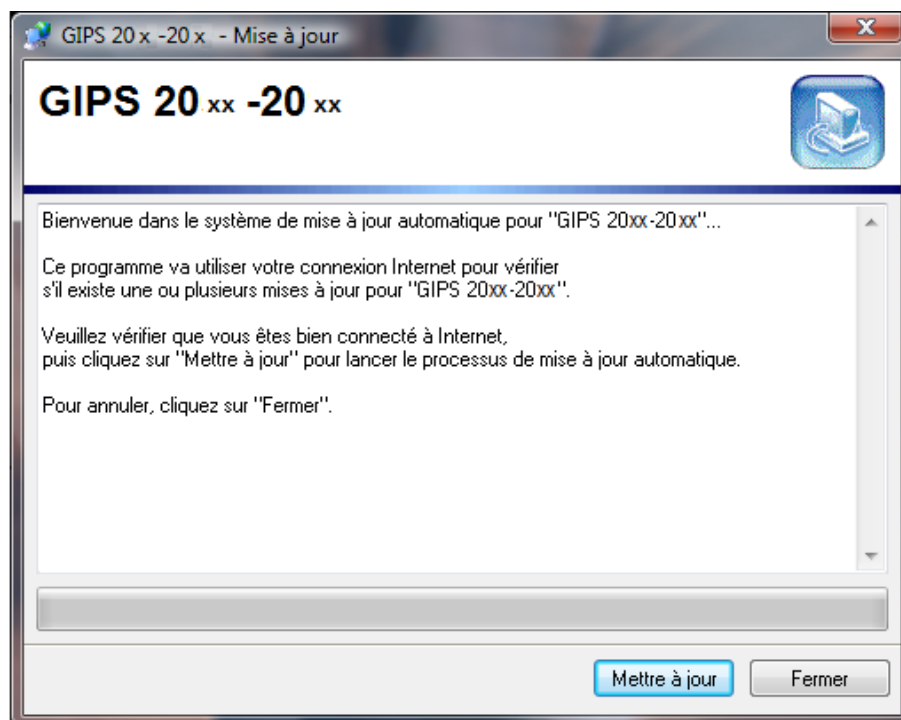 GIPS 20 x -20 x - Mise à jour
GIPS 20 xx -20 xx
Bienvenue dans le système de mise à jour automatique pour "GIPS 20xx-20xx"...
Ce programme va utiliser votre connexion Internet pour vérifier
s'il existe une ou plusieurs mises à jour pour "GIPS 20xx-20xx".
Veuillez vérifier que vous êtes bien connecté à Internet,
puis cliquez sur "Mettre à jour" pour lancer le processus de mise à jour automatique.
Pour annuler, cliquez sur "Fermer".
Mettre à jour
Fermer